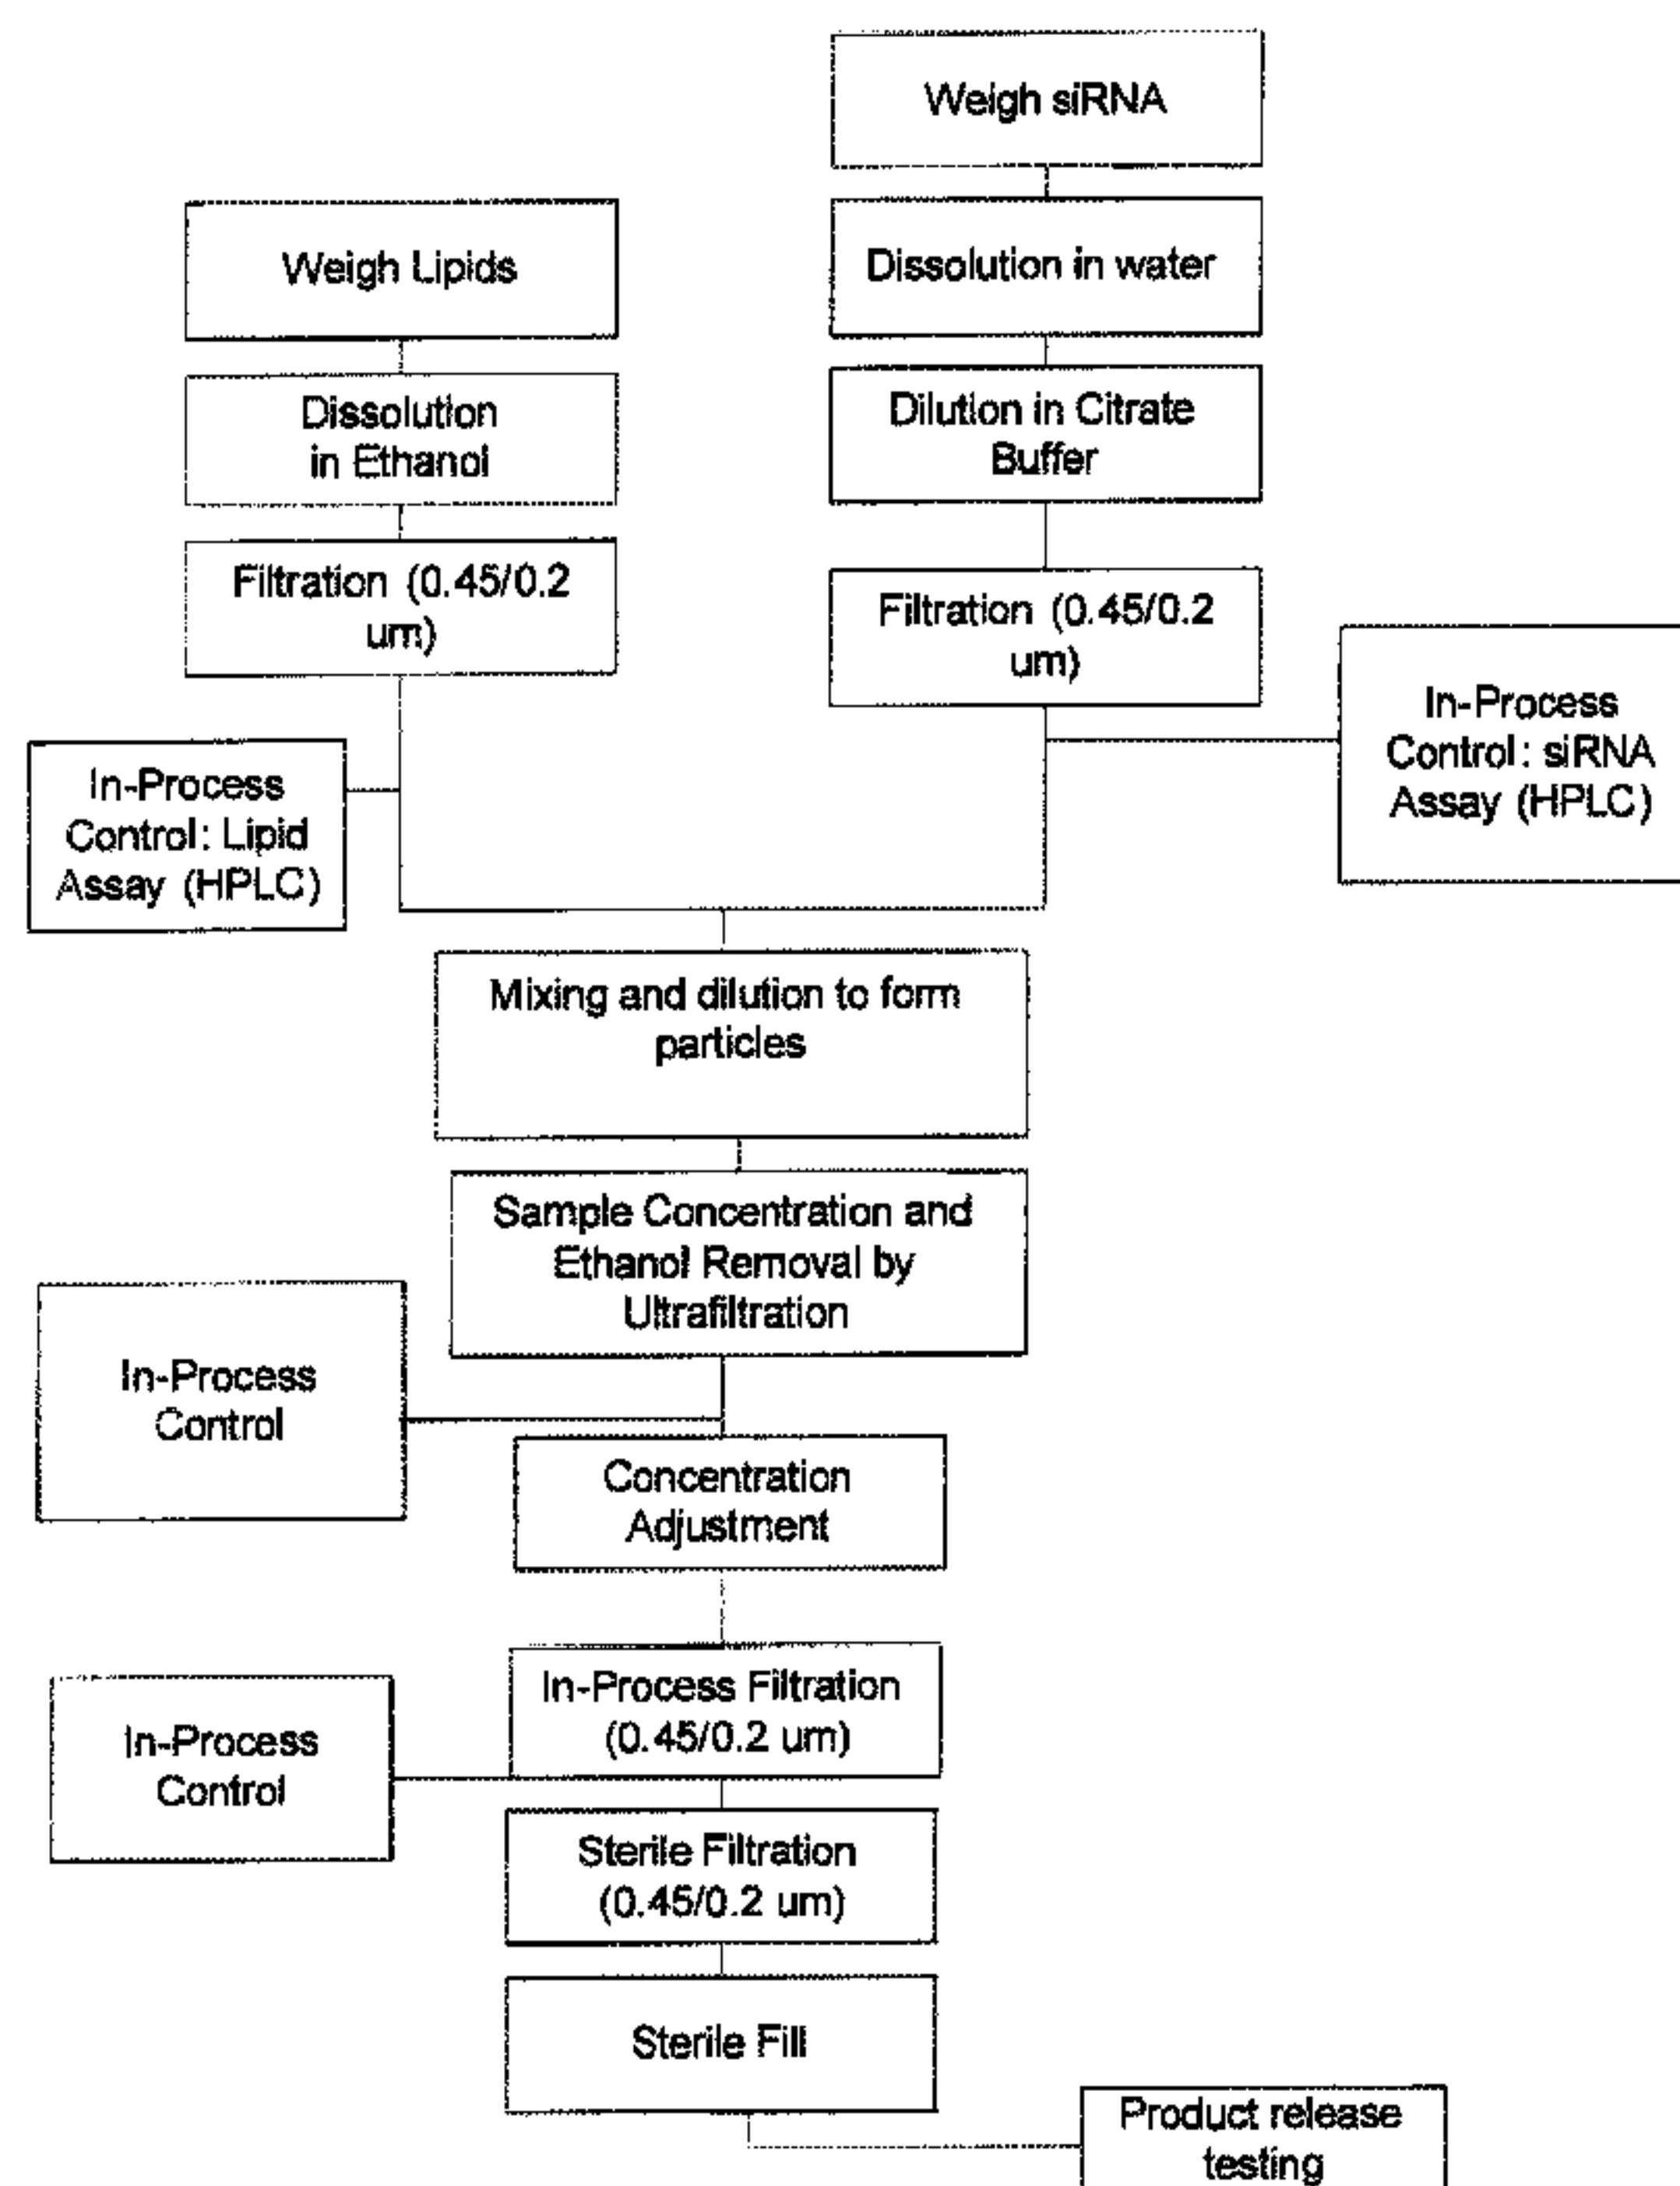 Weigh siRNA
Weigh Lipids
Dissolution in water
Dissolution
in Ethanol
Dilution in Citrate
Buffer
Filtration (0.45/0.2
um)
Filtration (0.45/0.2
um)
In-Process
Control: siRNA
Assay (HPLC)
In-Process
Control: Lipid
Assay (HPLC)
Mixing and dilution to form
particles
Sample Concentration and
Ethanol Removal by
Ultrafiltration
In-Process
Control
Concentration
Adjustment
In-Process Filtration
(0.45/0.2 um)
In-Process
Control
Sterile Filtration
(0.45/0.2 um)
Sterile Fill
Product release
testing